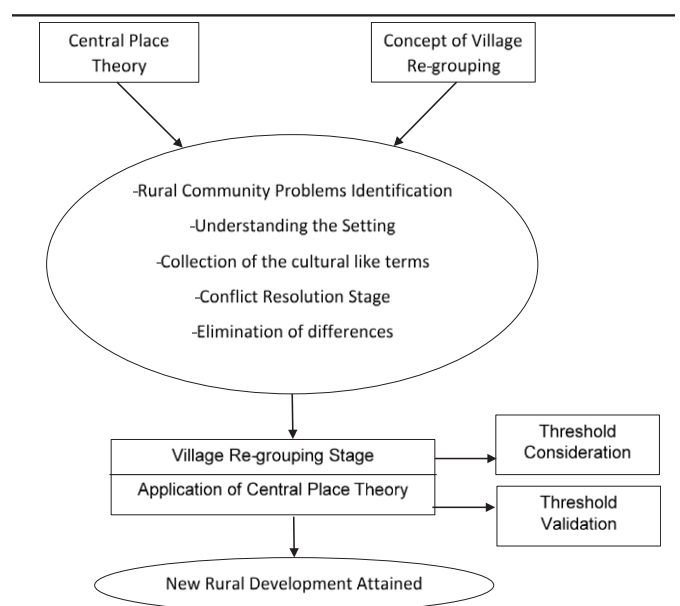 Central Place
Theory
Concept of Village
Re-grouping
-Rural Community Problems Identification
-Understanding the Setting
-Collection of the cultural like terms
-Conflict Resolution Stage
-Elimination of differences
Village Re-grouping Stage
Threshold
Consideration
Application of Central Place Theory
Threshold
Validation
New Rural Development Attained